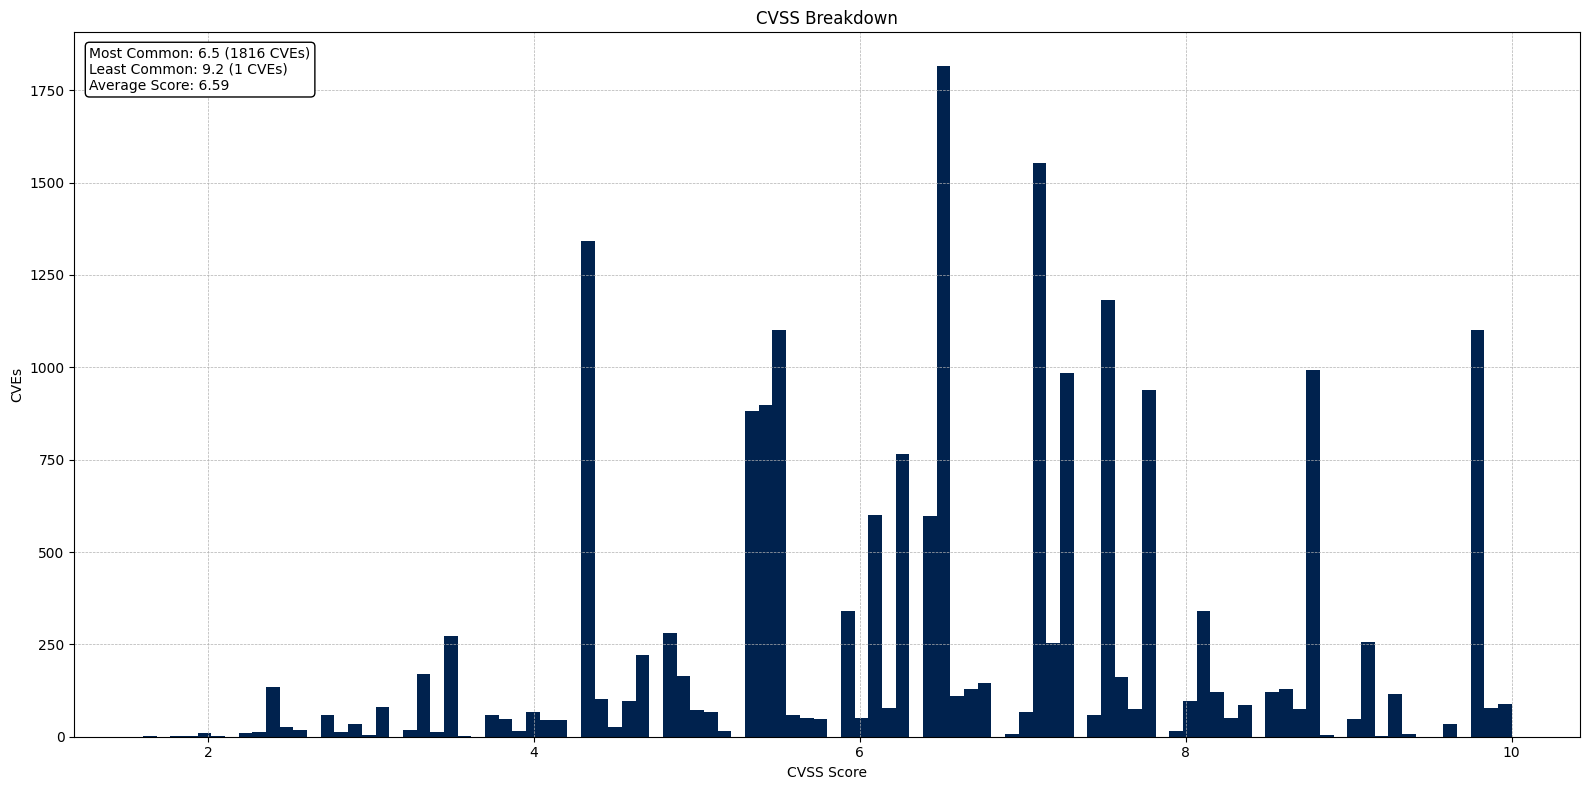 CVSS Breakdown
Most Common: 6.5 (1816 CVEs)
Least Common: 9.2 (1 CVEs)
Average Score: 6.59
1750
1500
1250
1000
750
500
250
0
CVEs
2 4 6 8 10
CVSS Score